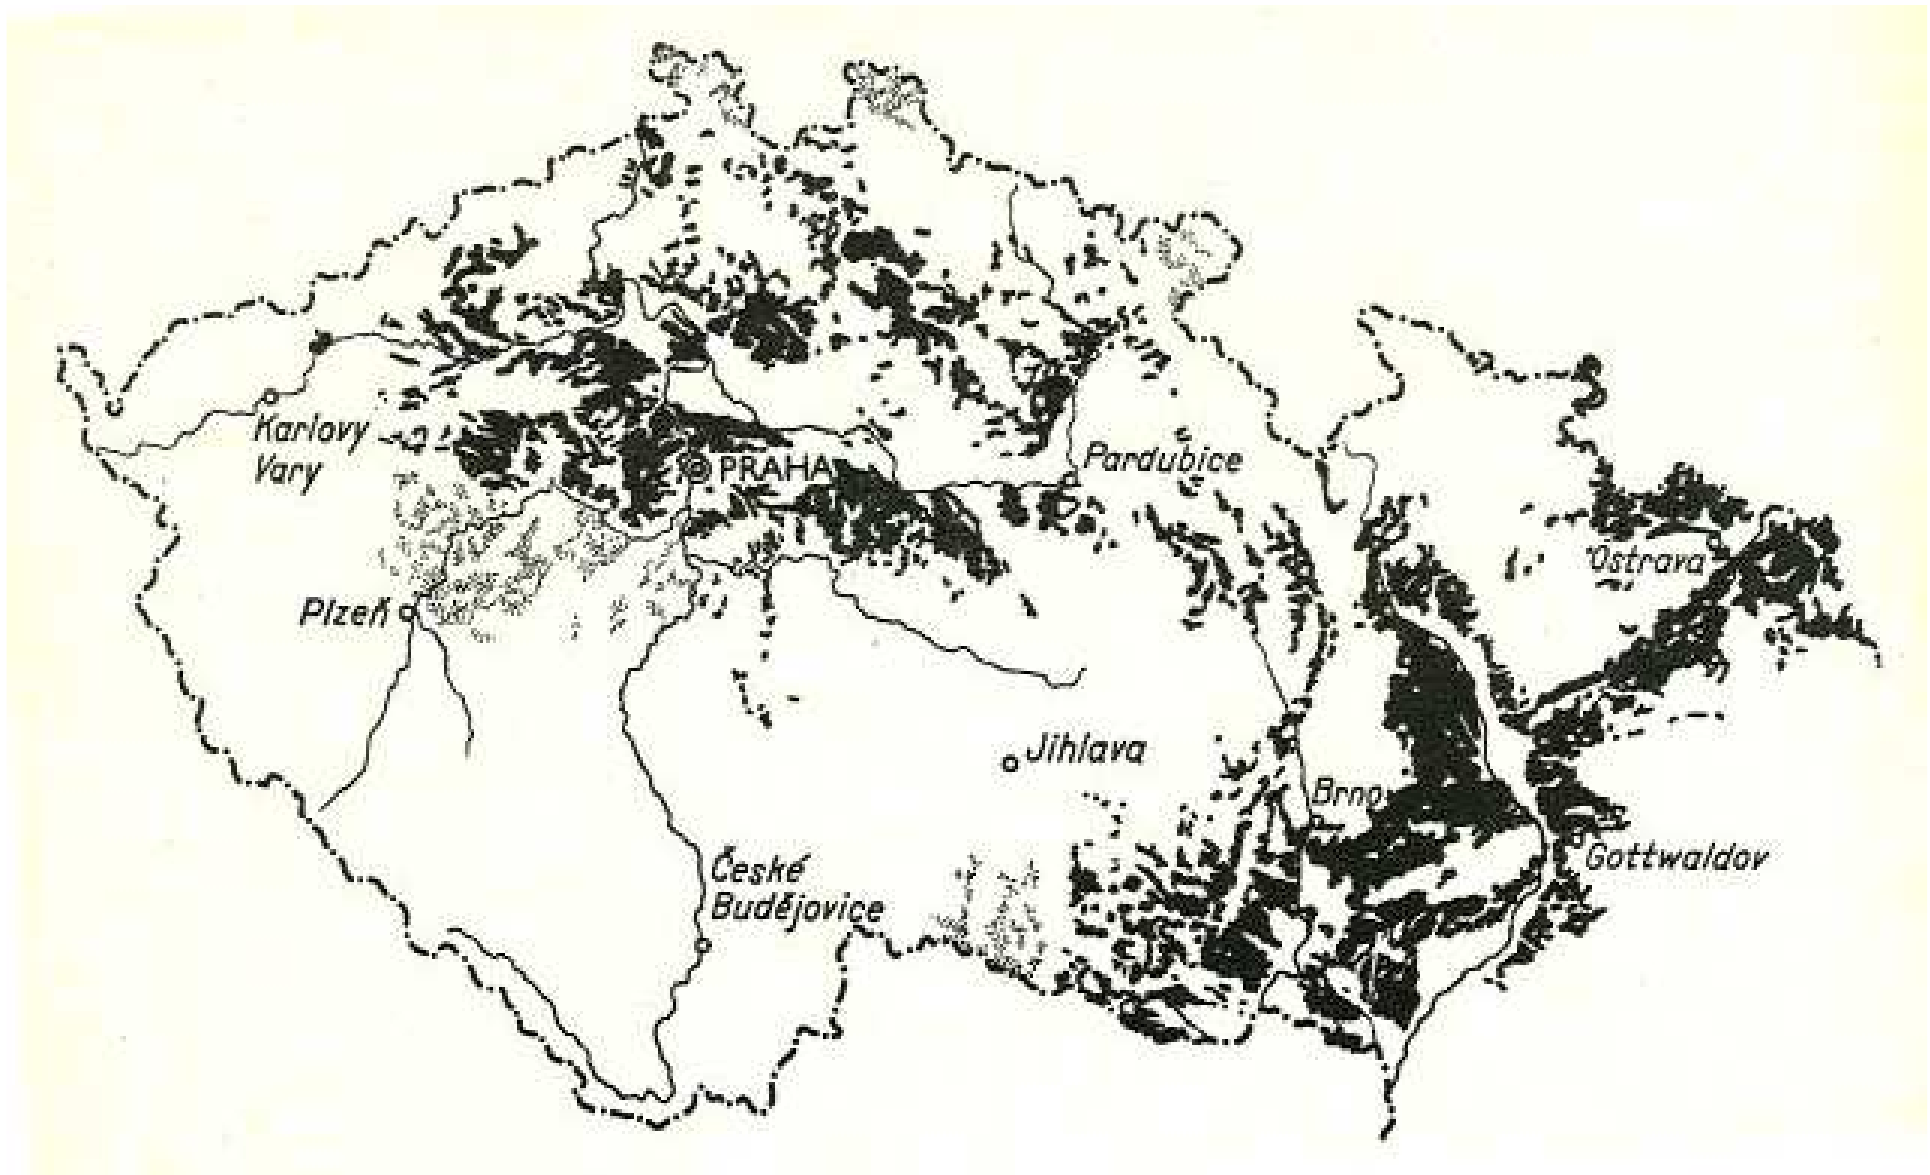 Karlovy
Vary
PRAHA
Pardubice
Ostrava
Plzeň
Jihlava
Brno
Gottwaldov
České
Budějovice